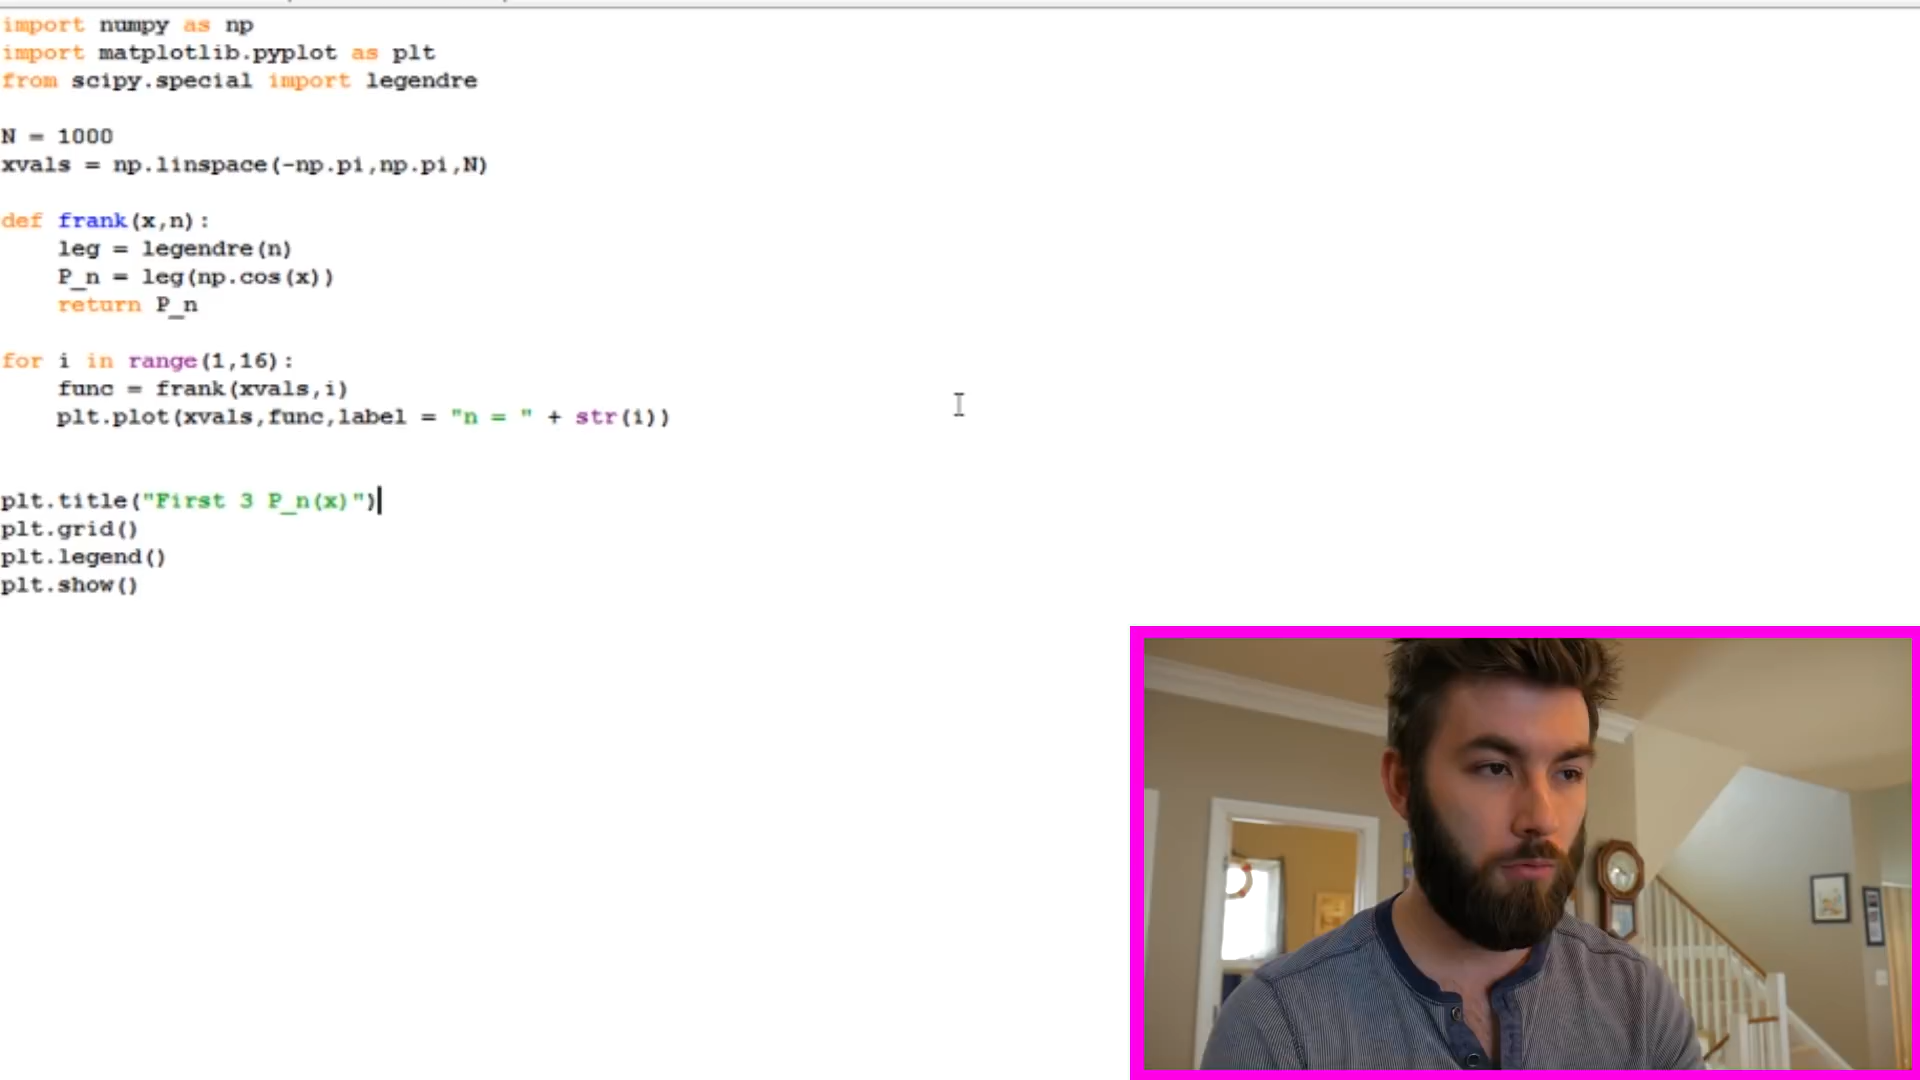 import numpy as np
import matplotlib.pyplot as plt
from scipy.special import legendre
N = 1000
xvals = np.linspace(-np.pi,np.pi,N)
def frank(x,n):
    leg = legendre(n)
    P_n = leg(np.cos(x))
    return P_n
for i in range(1,16):
    func = frank(xvals,i)
    plt.plot(xvals,func,label = "n = " + str(i))
plt.title("First 3 P_n(x)")
plt.grid()
plt.legend()
plt.show()